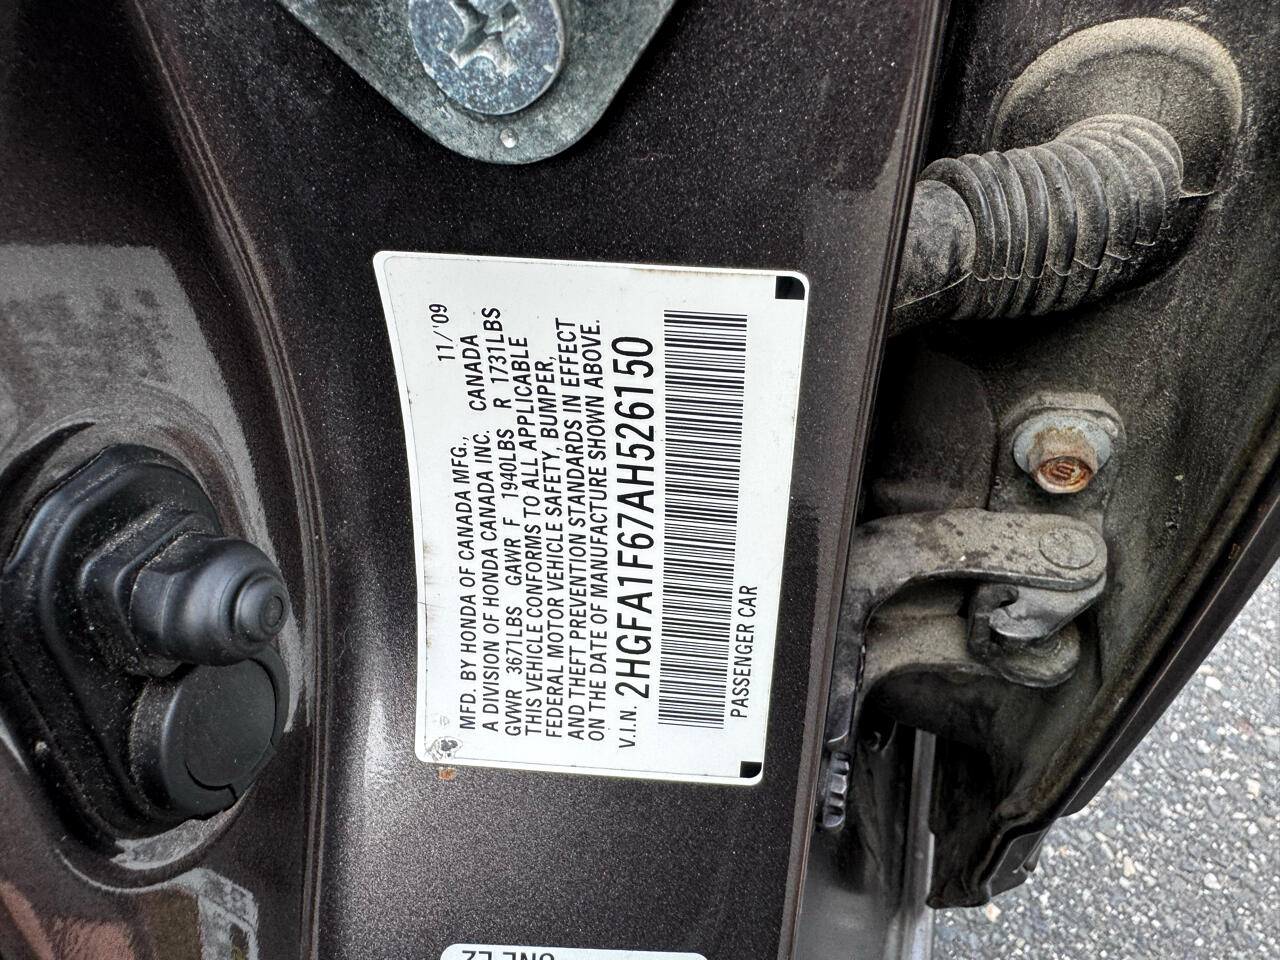 11/'09
MFD. BY HONDA OF CANADA MFG., CANADA
A DIVISION OF HONDA CANADA INC.
GVWR 3671LBS GAWR F 1940LBS R 1731LBS
THIS VEHICLE CONFORMS TO ALL APPLICABLE
FEDERAL MOTOR VEHICLE SAFETY, BUMPER,
AND THEFT PREVENTION STANDARDS IN EFFECT
ON THE DATE OF MANUFACTURE SHOWN ABOVE.
V.I.N. 2HGFA1F67AH526150
PASSENGER CAR